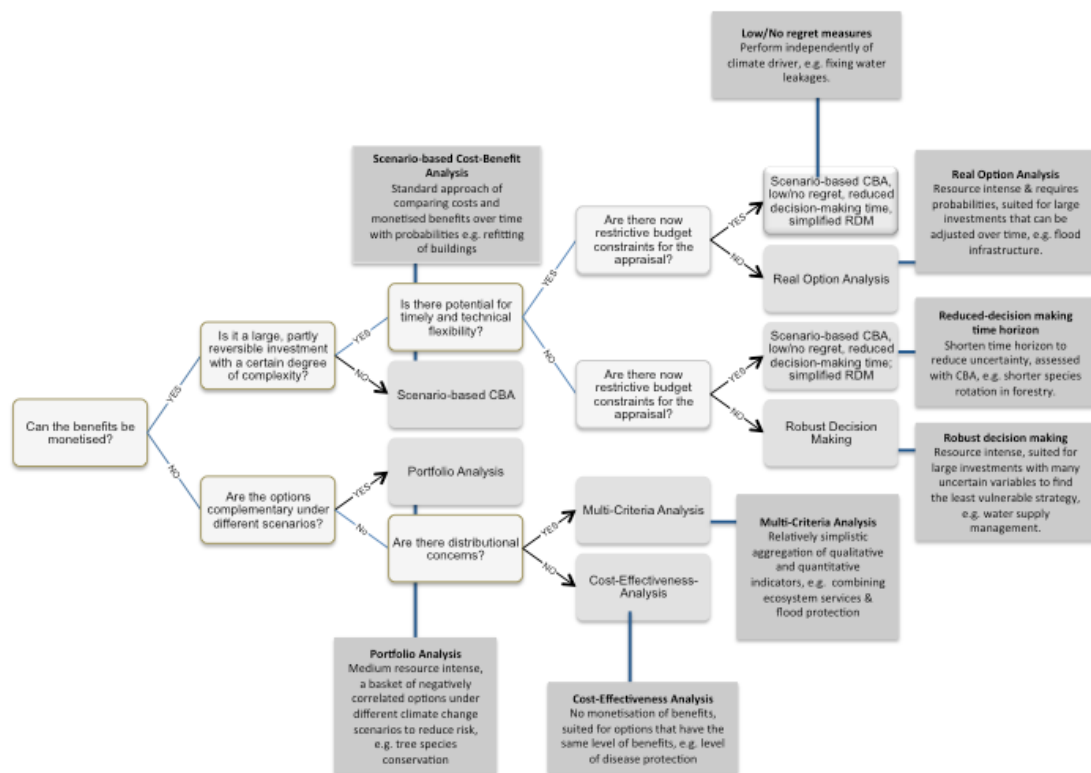 Low/No regret measures
Perform independently of
climate driver, e.g. fixing water
leakages.
Scenario-based Cost-Benefit
Analysis
Standard approach of
comparing costs and
monetised benefits over time
with probabilities e.g. refitting
of buildings
Real Option Analysis
Resource intense & requires
probabilities, suited for large
investments that can be
adjusted over time, e.g. flood
infrastructure.
Are there now
restrictive budget
constraints for the
appraisal?
YES
NO
Scenario-based CBA,
low/no regret, reduced
decision-making time,
simplified RDM
Real Option Analysis
Can the benefits be
monetised?
YES
NO
Is it a large, partly
reversible investment
with a certain degree
of complexity?
YES
NO
Is there potential for
timely and technical
flexibility?
YES
NO
Scenario-based CBA
Are there now
restrictive budget
constraints for the
appraisal?
YES
NO
Scenario-based CBA,
low/no regret, reduced
decision-making time;
simplified RDM
Robust Decision
Making
Reduced-decision making
time horizon
Shorten time horizon to
reduce uncertainty, assessed
with CBA, e.g. shorter species
rotation in forestry.
Robust decision making
Resource intense, suited for
large investments with many
uncertain variables to find
the least vulnerable strategy,
e.g. water supply
management.
Are the options
complementary under
different scenarios?
YES
No
Portfolio Analysis
Are there distributional
concerns?
YES
NO
Multi-Criteria Analysis
Cost-Effectiveness-
Analysis
Multi-Criteria Analysis
Relatively simplistic
aggregation of qualitative
and quantitative
indicators, e.g. combining
ecosystem services &
flood protection
Portfolio Analysis
Medium resource intense,
a basket of negatively
correlated options under
different climate change
scenarios to reduce risk,
e.g. tree species
conservation
Cost-Effectiveness Analysis
No monetisation of benefits,
suited for options that have the
same level of benefits, e.g. level
of disease protection